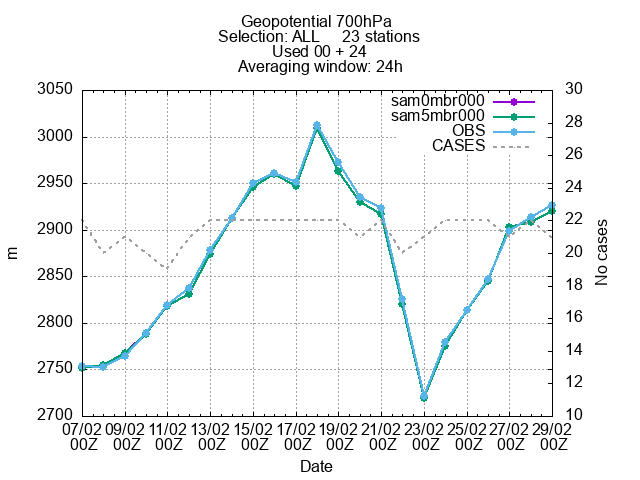 Geopotential 700hPa
Selection: ALL 23 stations
Used 00 + 24
Averaging window: 24h
sam0mbr000
sam5mbr000
OBS
CASES
3050
3000
2950
2900
2850
2800
2750
2700
m
30
28
26
24
22
20
18
16
14
12
10
No cases
07/02 09/02 11/02 13/02 15/02 17/02 19/02 21/02 23/02 25/02 27/02 29/02
00Z 00Z 00Z 00Z 00Z 00Z 00Z 00Z 00Z 00Z 00Z 00Z
Date